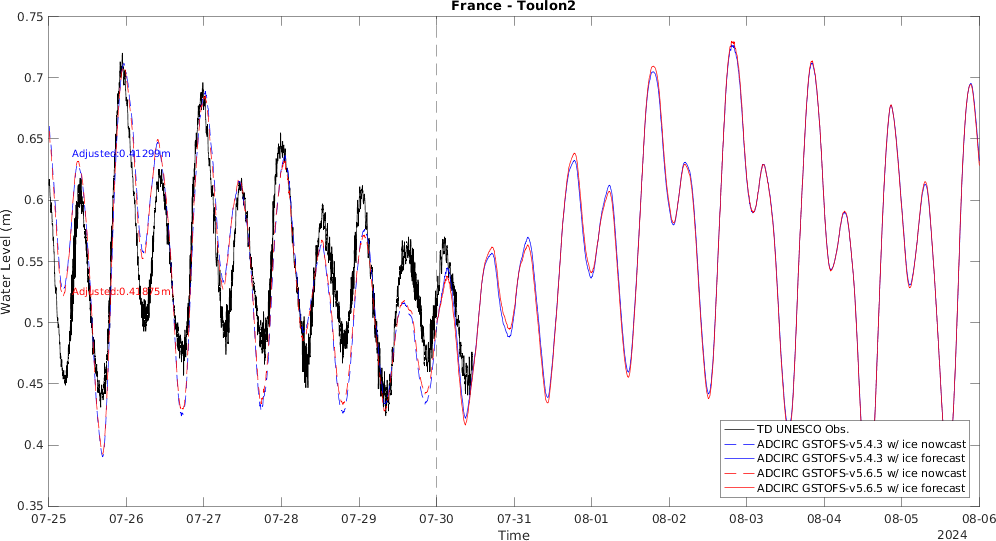 France - Toulon2
0.75
0.7
0.65
0.6
0.55
0.5
0.45
0.4
0.35
Water Level (m)
Adjusted:0.41299m
Adjusted:0.41875m
TD UNESCO Obs.
ADCIRC GSTOFS-v5.4.3 w/ ice nowcast
ADCIRC GSTOFS-v5.4.3 w/ ice forecast
ADCIRC GSTOFS-v5.6.5 w/ ice nowcast
ADCIRC GSTOFS-v5.6.5 w/ ice forecast
07-25 07-26 07-27 07-28 07-29 07-30 07-31 08-01 08-02 08-03 08-04 08-05 08-06
Time
2024